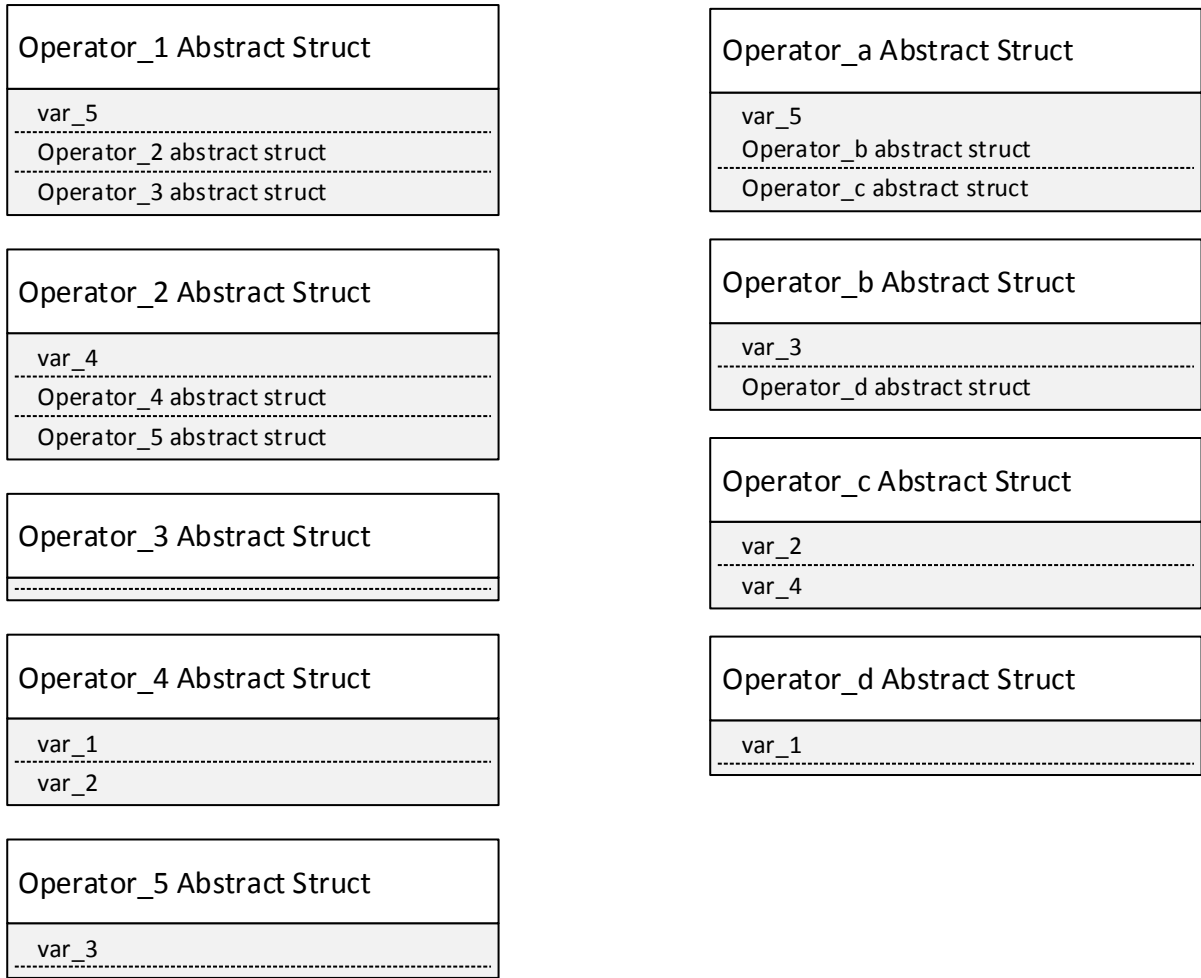 Operator_1 Abstract Struct
var_5
Operator_2 abstract struct
Operator_3 abstract struct
Operator_2 Abstract Struct
var_4
Operator_4 abstract struct
Operator_5 abstract struct
Operator_3 Abstract Struct
Operator_4 Abstract Struct
var_1
var_2
Operator_5 Abstract Struct
var_3
Operator_a Abstract Struct
var_5
Operator_b abstract struct
Operator_c abstract struct
Operator_b Abstract Struct
var_3
Operator_d abstract struct
Operator_c Abstract Struct
var_2
var_4
Operator_d Abstract Struct
var_1